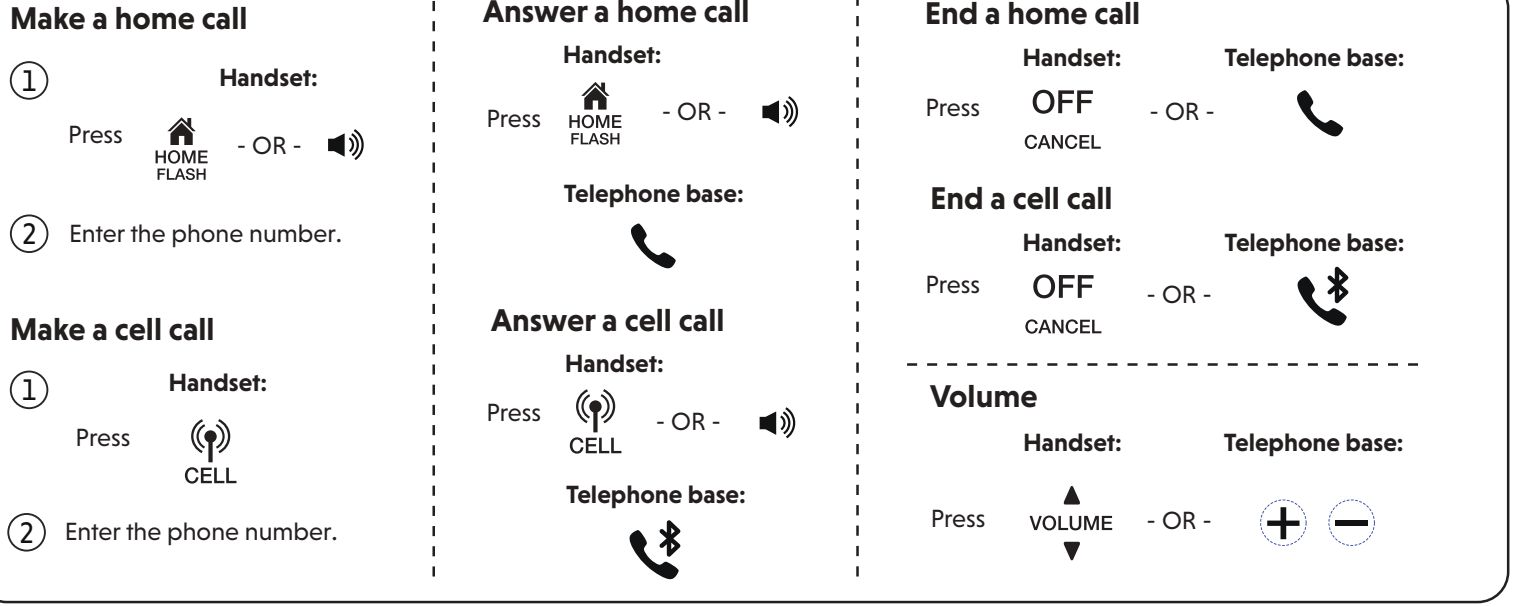 Make a home call
1
Handset:
Press HOME FLASH - OR -
2 Enter the phone number.
Make a cell call
1
Handset:
Press CELL
2 Enter the phone number.
Answer a home call
Handset:
Press HOME FLASH - OR -
Telephone base:
Answer a cell call
Handset:
Press CELL - OR -
Telephone base:
End a home call
Handset: Telephone base:
Press OFF - OR -
CANCEL
End a cell call
Handset: Telephone base:
Press OFF - OR -
CANCEL
Volume
Handset: Telephone base:
Press VOLUME - OR - + −